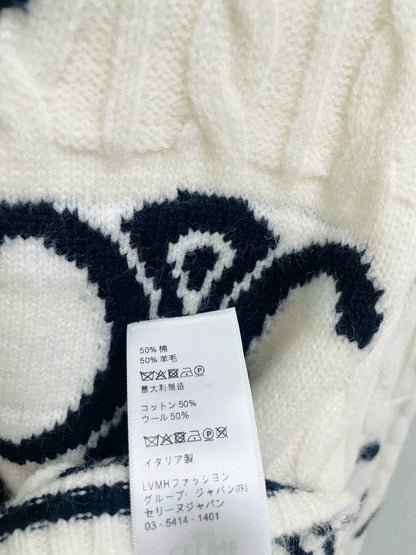 50% 棉
50% 羊毛
意大利制造
コットン 50%
ウール 50%
イタリア製
LVMHファッション
グループ・ジャパン(株)
セリーヌジャパン
03 - 5414 - 1401